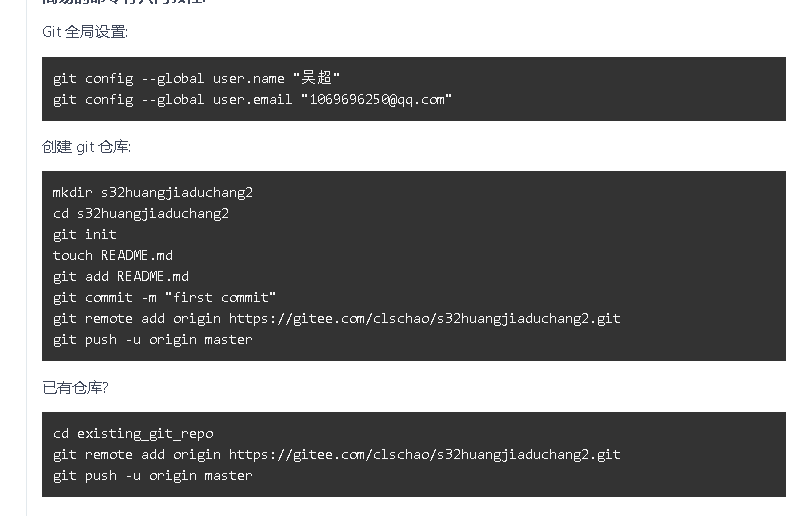 Git 全局设置:
git config --global user.name "吴超"
git config --global user.email "1069696250@qq.com"
创建 git 仓库:
mkdir s32huangjiaduchang2
cd s32huangjiaduchang2
git init
touch README.md
git add README.md
git commit -m "first commit"
git remote add origin https://gitee.com/clschao/s32huangjiaduchang2.git
git push -u origin master
已有仓库?
cd existing_git_repo
git remote add origin https://gitee.com/clschao/s32huangjiaduchang2.git
git push -u origin master